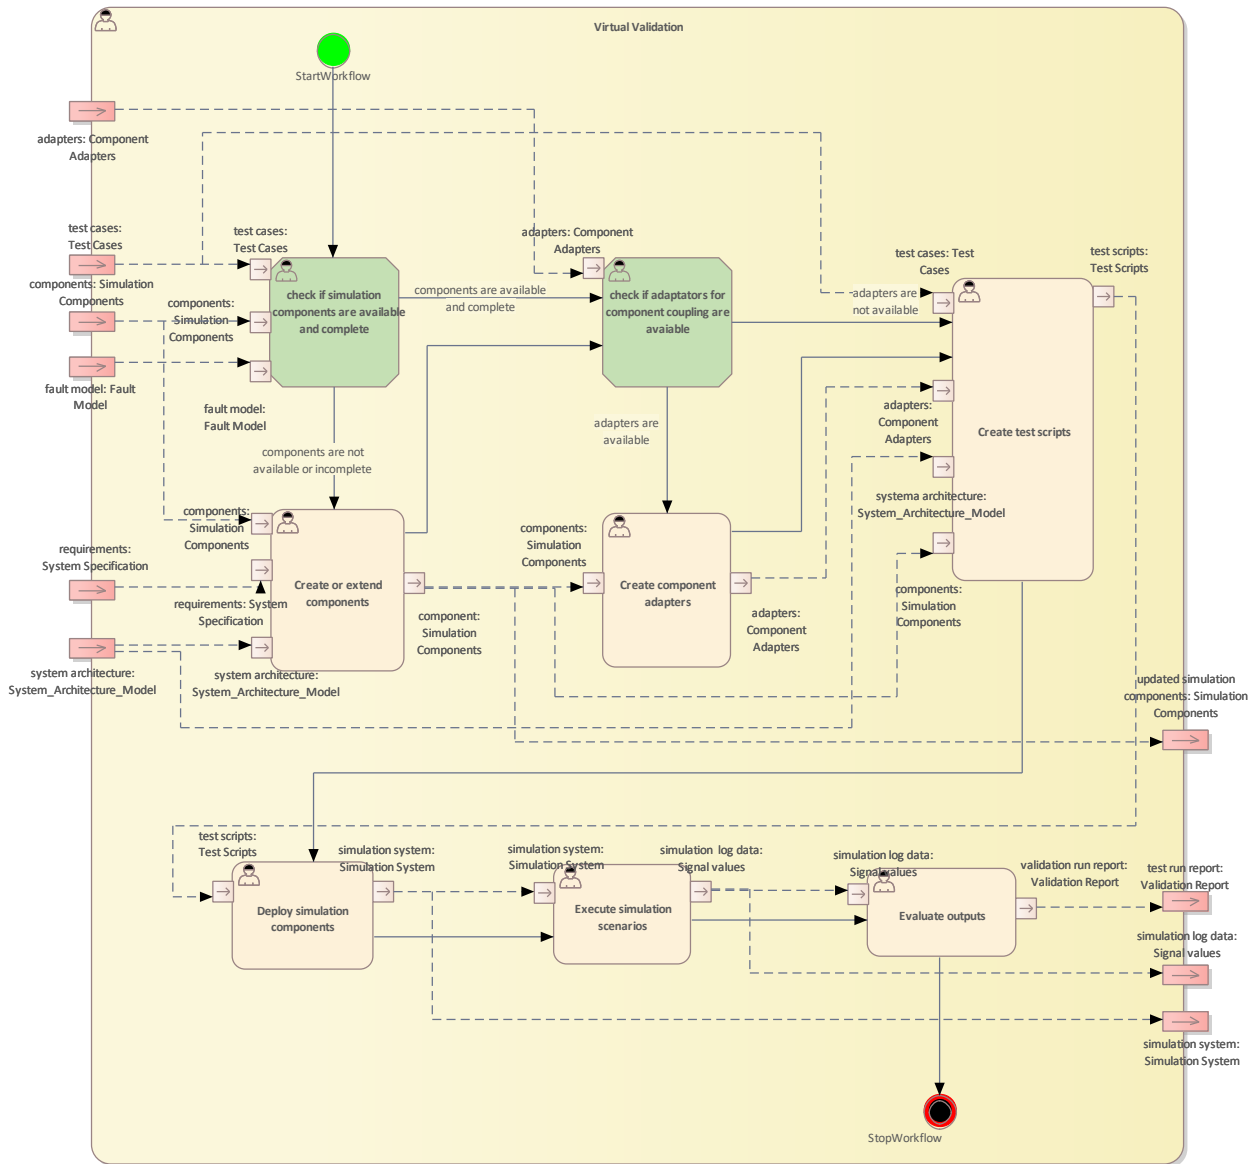 Virtual Validation
StartWorkflow
adapters: Component
Adapters
test cases:
Test Cases
components: Simulation
Components
fault model: Fault
Model
test cases:
Test Cases
components:
Simulation
Components
fault model:
Fault Model
check if simulation
components are available
and complete
components are available
and complete
adapters: Component
Adapters
check if adaptators for
component coupling are
avaiable
adapters are
not available
test cases: Test
Cases
test scripts:
Test Scripts
components are not
available or incomplete
adapters are
available
adapters:
Component
Adapters
Create test scripts
systema architecture:
System_Architecture_Model
components:
Simulation
Components
requirements:
System Specification
system architecture:
System_Architecture_Model
components:
Simulation
Components
requirements: System
Specification
system architecture:
System_Architecture_Model
Create or extend
components
component:
Simulation
Components
components:
Simulation
Components
Create component
adapters
adapters:
Component
Adapters
updated simulation
components: Simulation
Components
test scripts:
Test Scripts
Deploy simulation
components
simulation system:
Simulation System
simulation system:
Simulation System
Execute simulation
scenarios
simulation log data:
Signal values
simulation log data:
Signal values
Evaluate outputs
validation run report:
Validation Report
test run report:
Validation Report
simulation log data:
Signal values
simulation system:
Simulation System
StopWorkflow